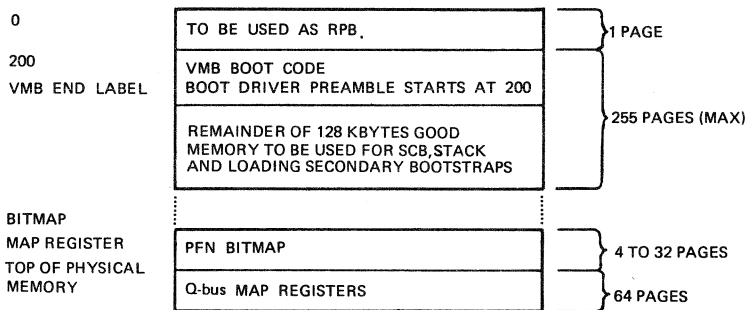 0
TO BE USED AS RPB.
1 PAGE
200
VMB END LABEL
VMB BOOT CODE
BOOT DRIVER PREAMBLE STARTS AT 200
REMAINDER OF 128 KBYTES GOOD
MEMORY TO BE USED FOR SCB,STACK
AND LOADING SECONDARY BOOTSTRAPS
255 PAGES (MAX)
BITMAP
MAP REGISTER
TOP OF PHYSICAL
MEMORY
PFN BITMAP
4 TO 32 PAGES
Q-bus MAP REGISTERS
64 PAGES